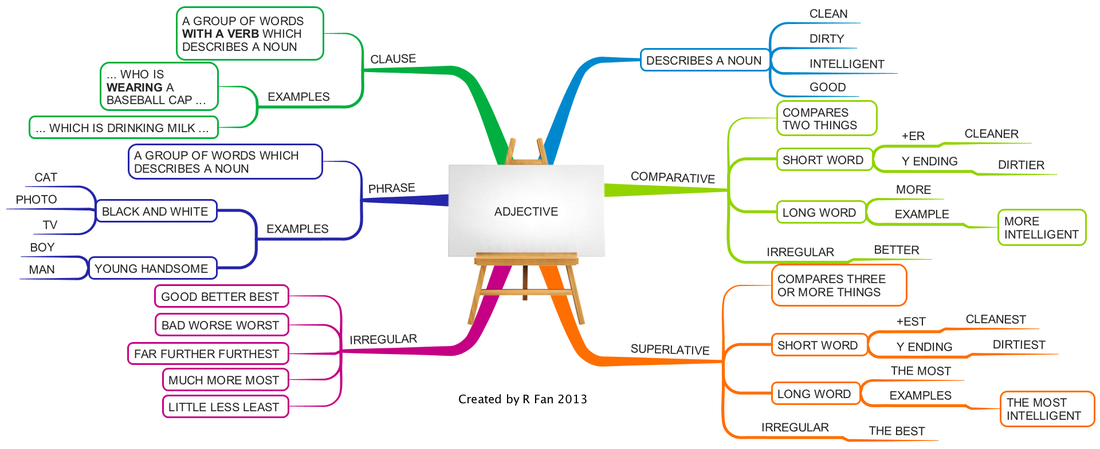 ADJECTIVE
DESCRIBES A NOUN
CLEAN
DIRTY
INTELLIGENT
GOOD
COMPARATIVE
COMPARES
TWO THINGS
SHORT WORD
+ER
CLEANER
Y ENDING
DIRTIER
LONG WORD
MORE
EXAMPLE
MORE
INTELLIGENT
IRREGULAR
BETTER
SUPERLATIVE
COMPARES THREE
OR MORE THINGS
SHORT WORD
+EST
CLEANEST
Y ENDING
DIRTIEST
LONG WORD
THE MOST
EXAMPLES
THE MOST
INTELLIGENT
IRREGULAR
THE BEST
CLAUSE
A GROUP OF WORDS
WITH A VERB WHICH
DESCRIBES A NOUN
EXAMPLES
... WHO IS
WEARING A
BASEBALL CAP ...
... WHICH IS DRINKING MILK ...
PHRASE
A GROUP OF WORDS WHICH
DESCRIBES A NOUN
EXAMPLES
BLACK AND WHITE
CAT
PHOTO
TV
YOUNG HANDSOME
BOY
MAN
IRREGULAR
GOOD BETTER BEST
BAD WORSE WORST
FAR FURTHER FURTHEST
MUCH MORE MOST
LITTLE LESS LEAST
Created by R Fan 2013